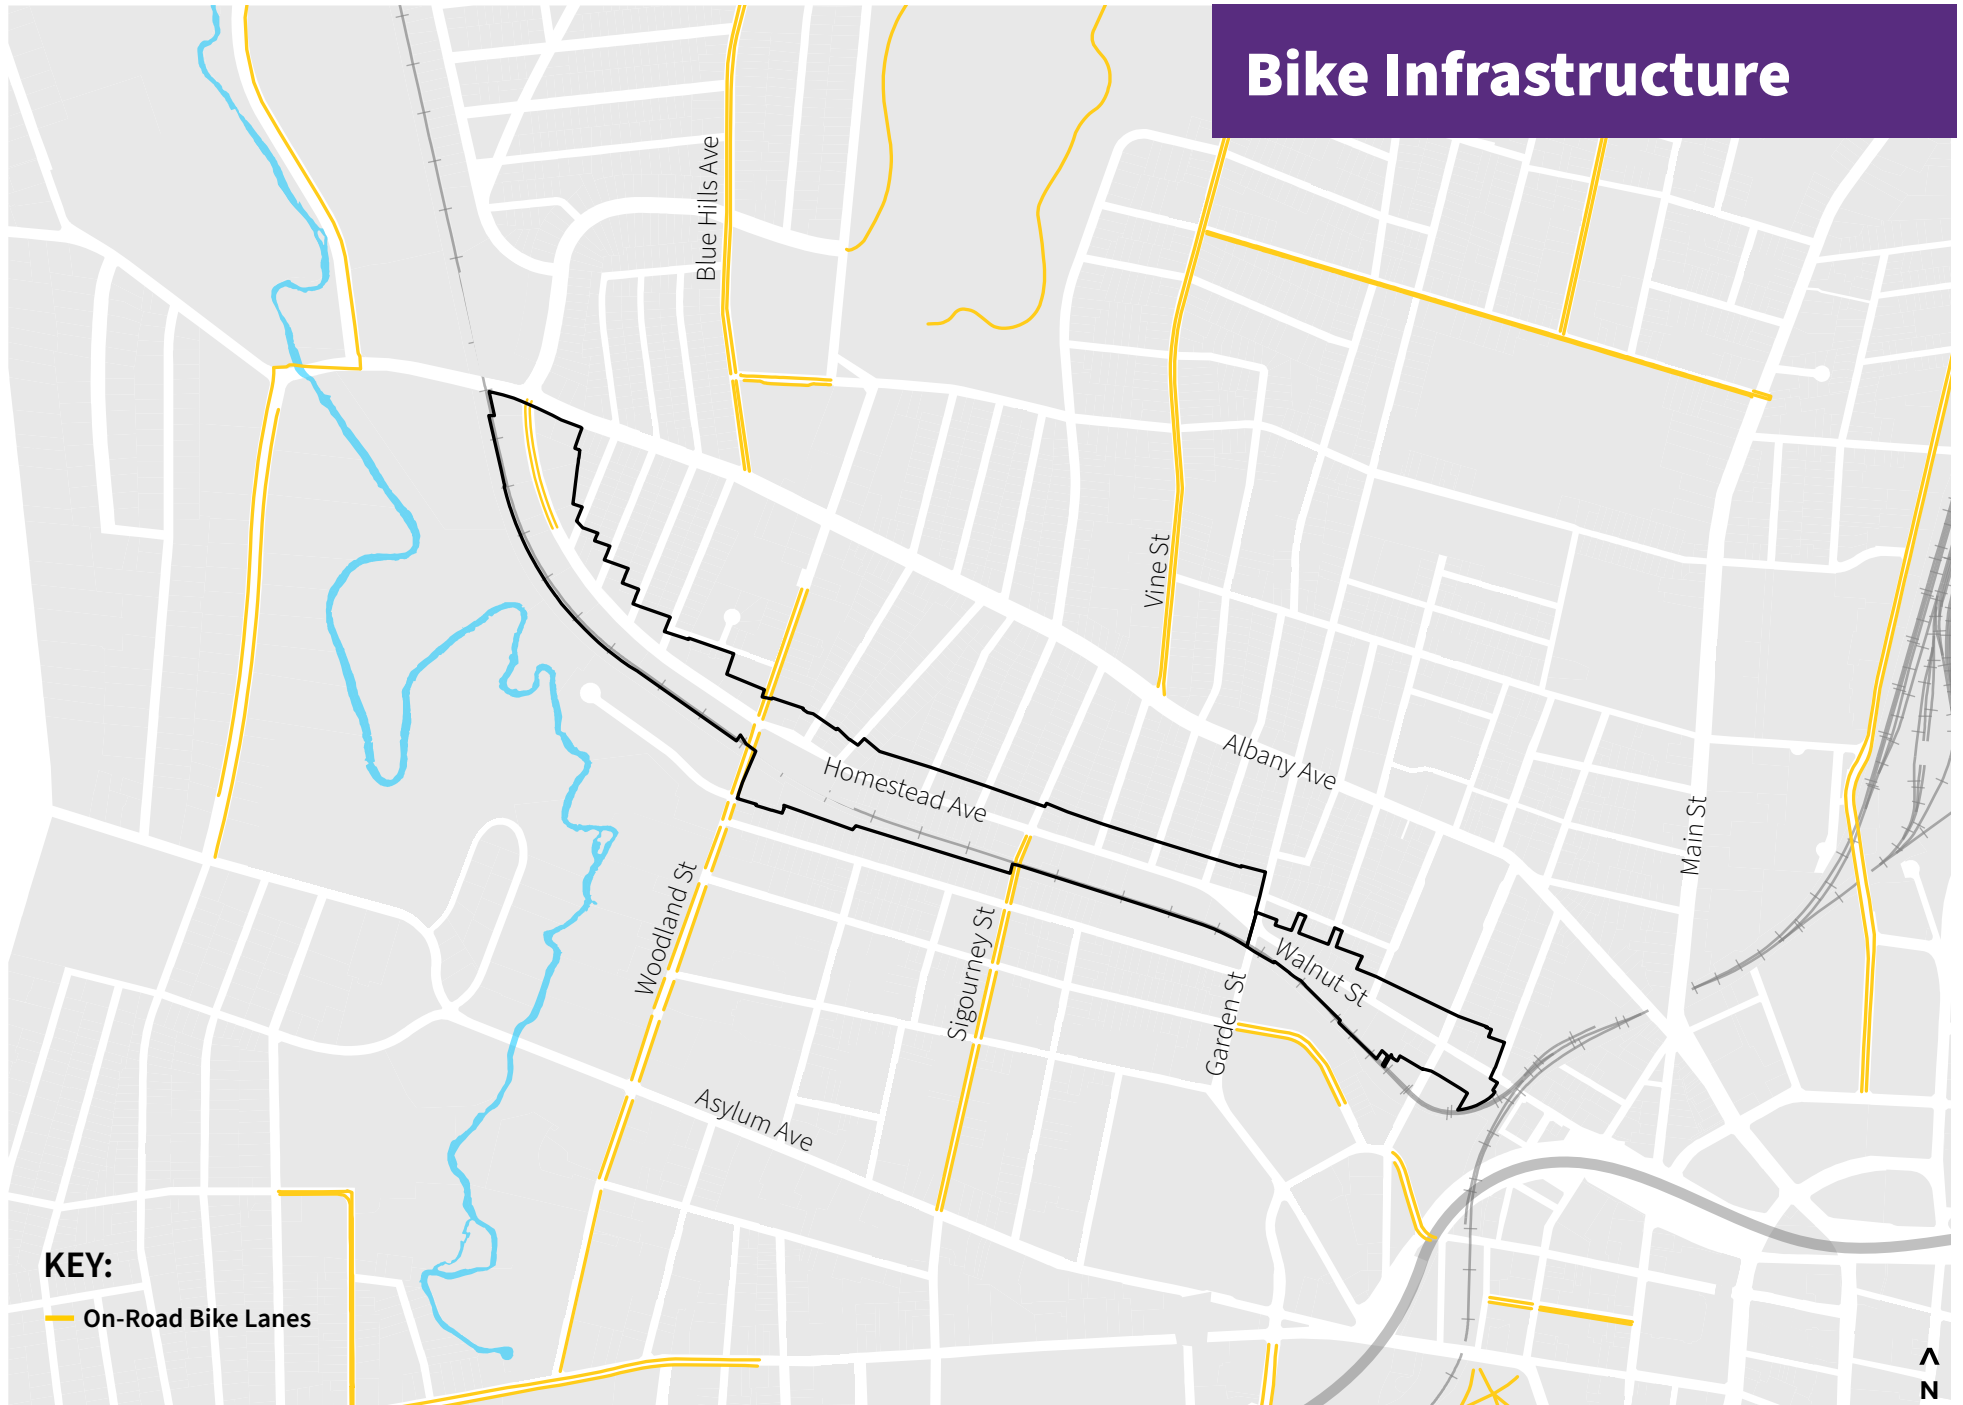 Bike Infrastructure
Blue Hills Ave
Vine St
Albany Ave
Homestead Ave
Main St
Woodland St
Sigourney St
Walnut St
Garden St
Asylum Ave
KEY:
On-Road Bike Lanes
^
N